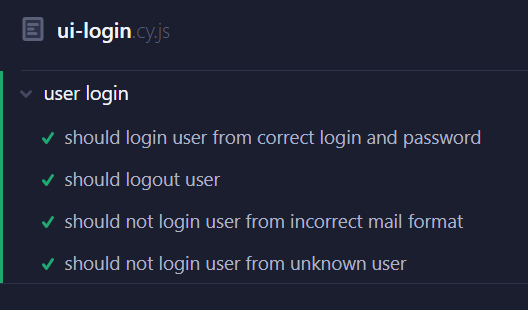 ui-login.cy.js
user login
should login user from correct login and password
should logout user
should not login user from incorrect mail format
should not login user from unknown user